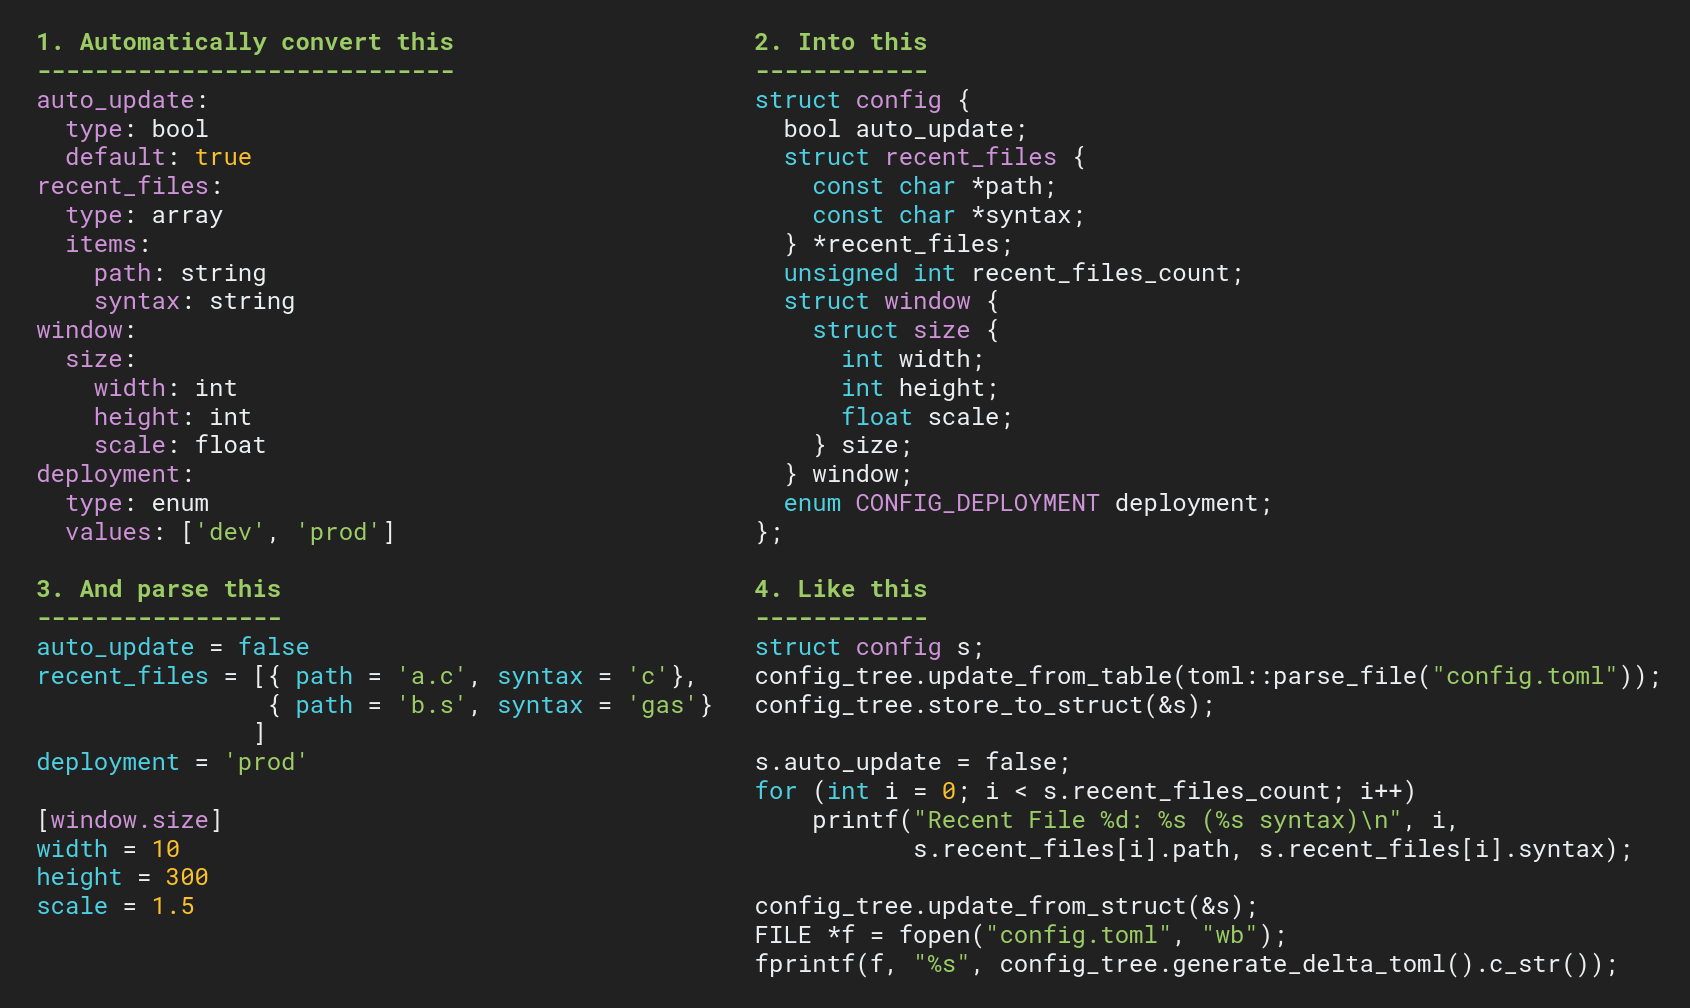 1. Automatically convert this
-----------------------------
auto_update:
  type: bool
  default: true
recent_files:
  type: array
  items:
    path: string
    syntax: string
window:
  size:
    width: int
    height: int
    scale: float
deployment:
  type: enum
  values: ['dev', 'prod']
2. Into this
------------
struct config {
  bool auto_update;
  struct recent_files {
    const char *path;
    const char *syntax;
  } *recent_files;
  unsigned int recent_files_count;
  struct window {
    struct size {
      int width;
      int height;
      float scale;
    } size;
  } window;
  enum CONFIG_DEPLOYMENT deployment;
};
3. And parse this
-----------------
auto_update = false
recent_files = [{ path = 'a.c', syntax = 'c'},
                { path = 'b.s', syntax = 'gas'}
               ]
deployment = 'prod'

[window.size]
width = 10
height = 300
scale = 1.5
4. Like this
------------
struct config s;
config_tree.update_from_table(toml::parse_file("config.toml"));
config_tree.store_to_struct(&s);

s.auto_update = false;
for (int i = 0; i < s.recent_files_count; i++)
    printf("Recent File %d: %s (%s syntax)\n", i,
           s.recent_files[i].path, s.recent_files[i].syntax);

config_tree.update_from_struct(&s);
FILE *f = fopen("config.toml", "wb");
fprintf(f, "%s", config_tree.generate_delta_toml().c_str());